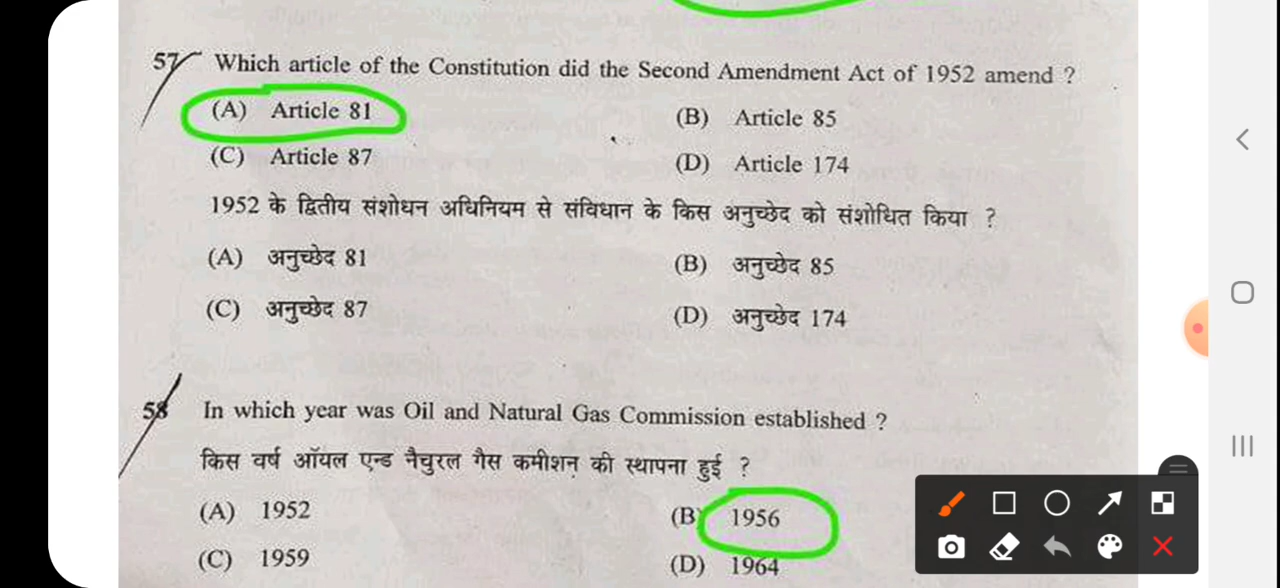 57 Which article of the Constitution did the Second Amendment Act of 1952 amend ?
(A) Article 81 (B) Article 85
(C) Article 87 (D) Article 174
1952 के द्वितीय संशोधन अधिनियम से संविधान के किस अनुच्छेद को संशोधित किया ?
(A) अनुच्छेद 81 (B) अनुच्छेद 85
(C) अनुच्छेद 87 (D) अनुच्छेद 174
58 In which year was Oil and Natural Gas Commission established ?
किस वर्ष ऑयल एन्ड नैचुरल गैस कमीशन की स्थापना हुई ?
(A) 1952 (B) 1956
(C) 1959 (D) 1964